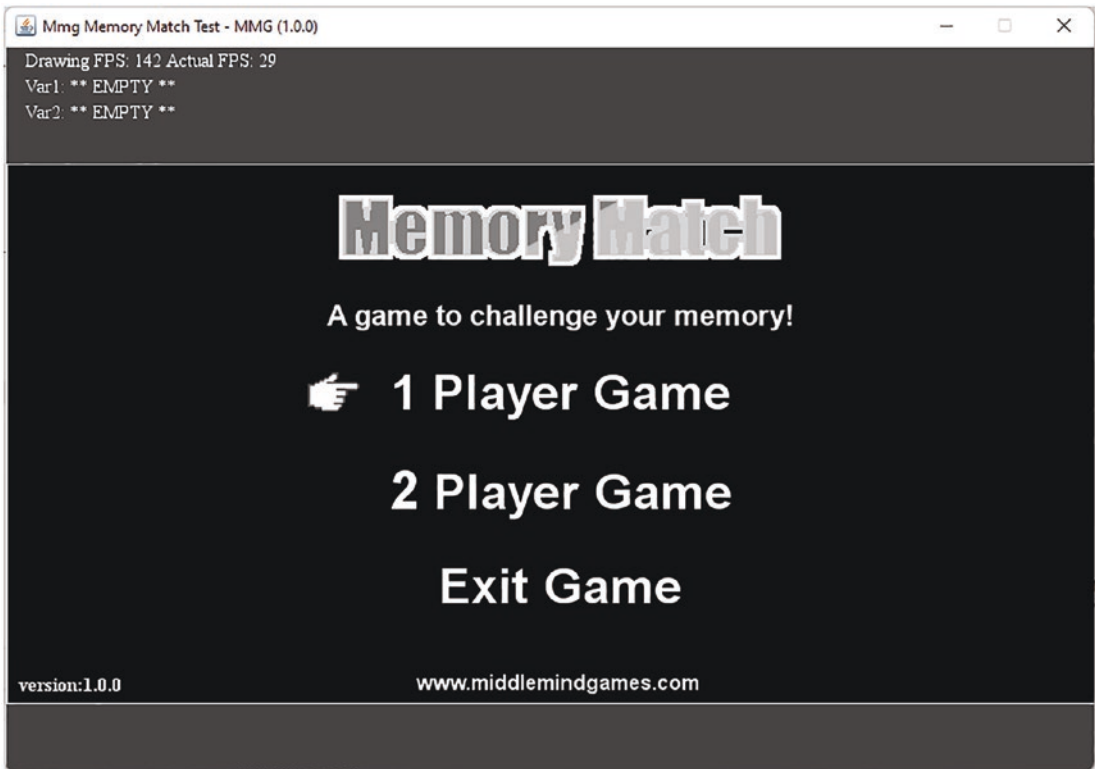 Mmg Memory Match Test - MMG (1.0.0)
Drawing FPS: 142 Actual FPS: 29
Var1: ** EMPTY **
Var2: ** EMPTY **
Memory Match
A game to challenge your memory!
1 Player Game
2 Player Game
Exit Game
version:1.0.0
www.middlemindgames.com